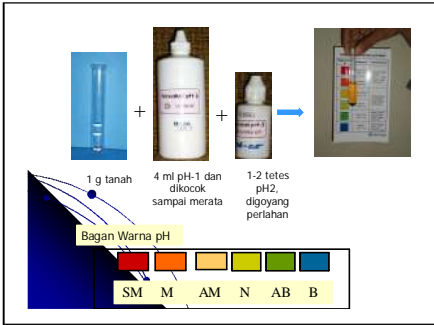 +
+
1 g tanah
4 ml pH-1 dan
dikocok
sampai merata
1-2 tetes
pH2,
digoyang
perlahan
Bagan Warna pH
SM M AM N AB B